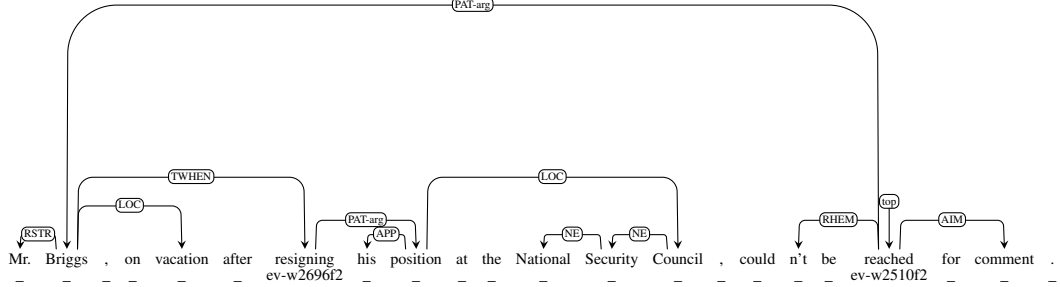 PAT-arg
TWHEN LOC
LOC
PAT-arg top
RSTR APP NE NE RHEM AIM
Mr. Briggs , on vacation after resigning his position at the National Security Council , could n't be reached for comment .
_ _ _ _ _ _ ev-w2696f2 _ _ _ _ _ _ _ _ _ _ _ ev-w2510f2 _ _ _